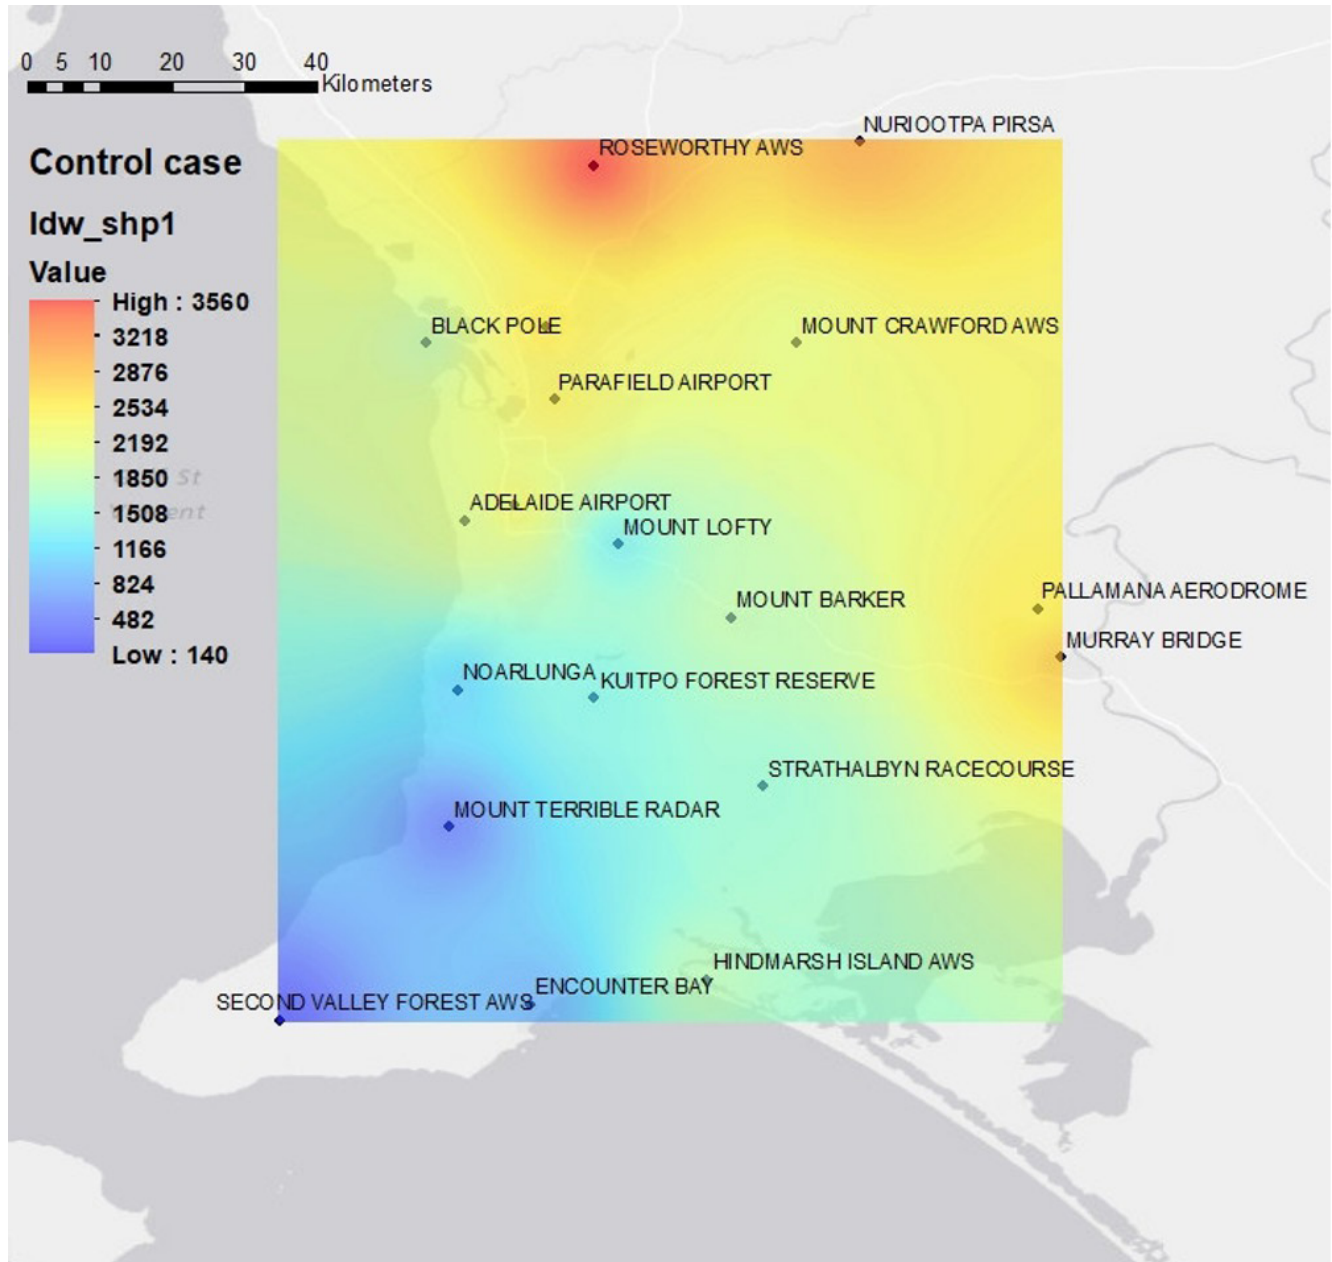 0 5 10 20 30 40
Kilometers
NURIOOTPA PIRSA
ROSEWORTHY AWS
Control case
Idw_shp1
Value
High : 3560
3218
2876
2534
2192
1850
1508
1166
824
482
Low : 140
St
BLACK POLE
MOUNT CRAWFORD AWS
PARAFIELD AIRPORT
ADELAIDE AIRPORT
MOUNT LOFTY
PALLAMANA AERODROME
MOUNT BARKER
MURRAY BRIDGE
NOARLUNGA
KUITPO FOREST RESERVE
STRATHALBYN RACECOURSE
MOUNT TERRIBLE RADAR
HINDMARSH ISLAND AWS
ENCOUNTER BAY
SECOND VALLEY FOREST AWS